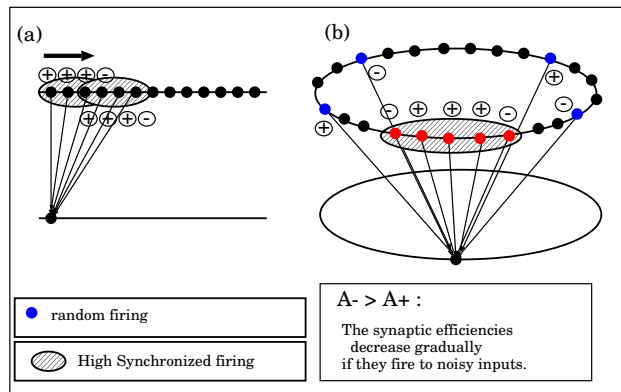 (a)
(b)
+ + + -
+ + + -
-
+
-
+
+
+
-
-
+
A- > A+ :
The synaptic efficiencies
decrease gradually
if they fire to noisy inputs.
random firing
High Synchronized firing